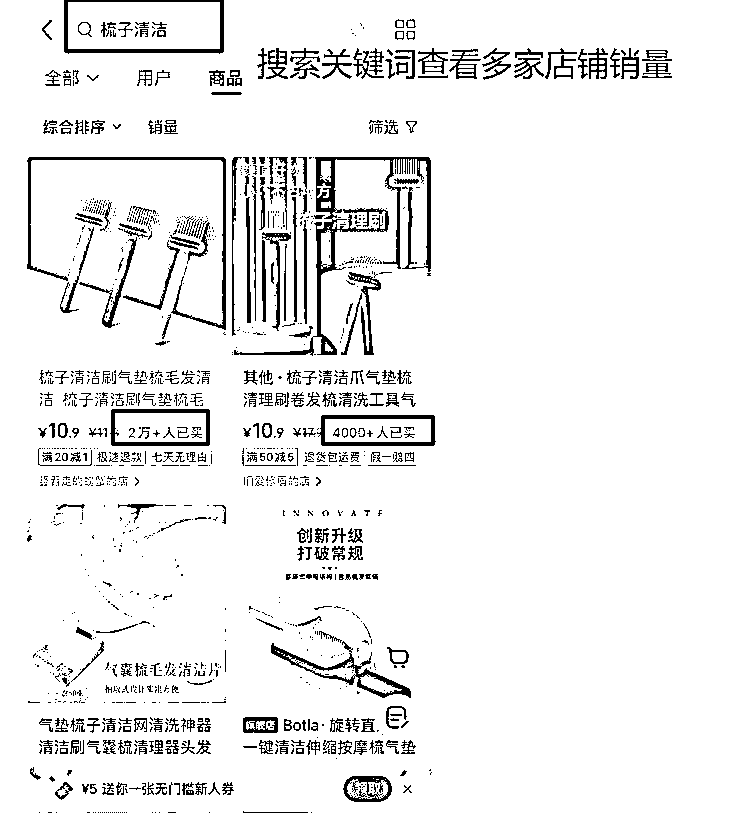 梳子清洁
搜索关键词查看多家店铺销量
全部
用户
商品
综合排序
销量
筛选
梳子清理刷
梳子清洁刷气垫梳毛发清
洁 梳子清洁刷气垫梳毛
¥10.9
2万+人已买
满20减1 极速退款 七天无理由
其他·梳子清洁爪气垫梳
清理刷卷发梳清洗工具气
¥10.9
4000+人已买
满50减5 退货包运费 假一赔四
气囊梳毛发清洁片
INNOVATE
创新升级
打破常规
气垫梳子清洁网清洗神器
清洁刷气囊梳清理器头发
旗舰店 Botla·旋转直
一键清洁伸缩按摩梳气垫
¥5 送你一张无门槛新人券
领取